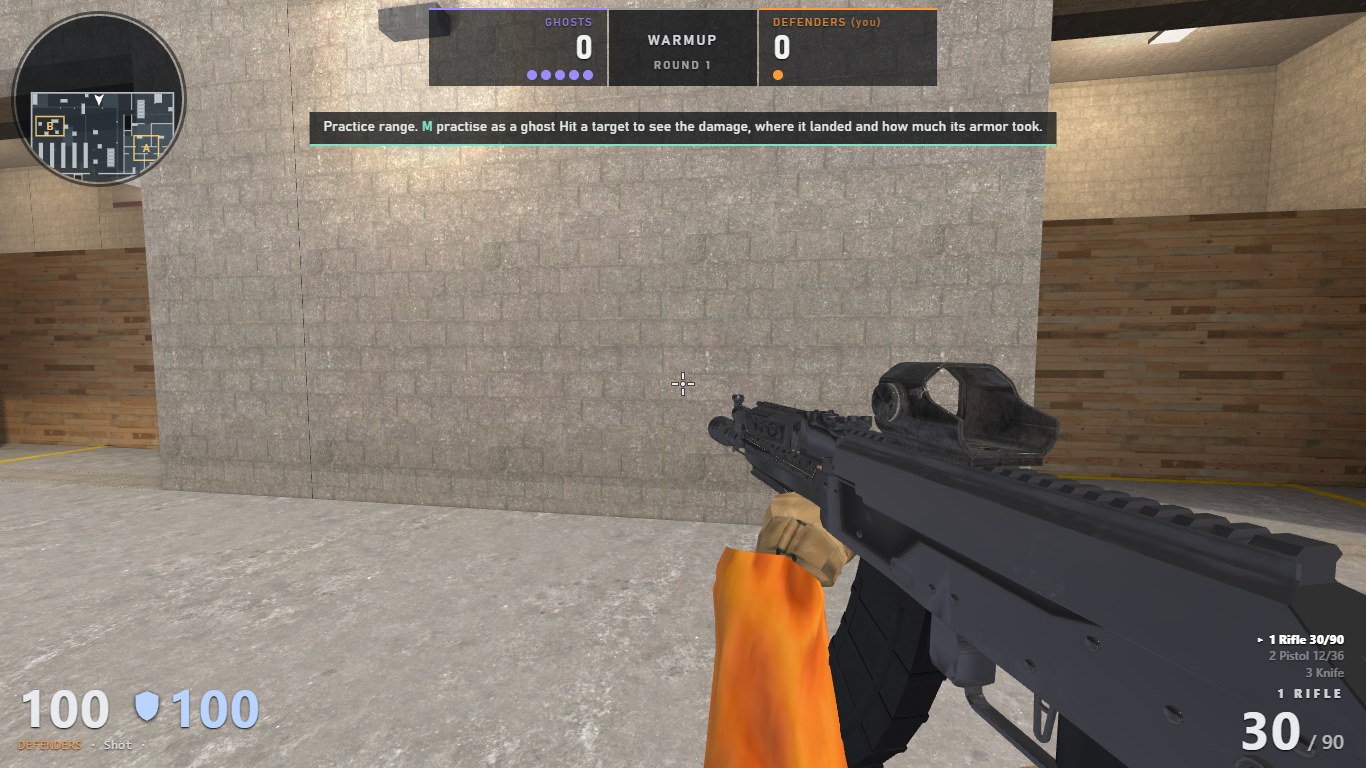 GHOSTS
0
WARMUP
ROUND 1
DEFENDERS (you)
0
Practice range. M practise as a ghost Hit a target to see the damage, where it landed and how much its armor took.
B
A
▸ 1 Rifle 30/90
2 Pistol 12/36
3 Knife
1 RIFLE
30 / 90
100 100
DEFENDERS · Shot ·